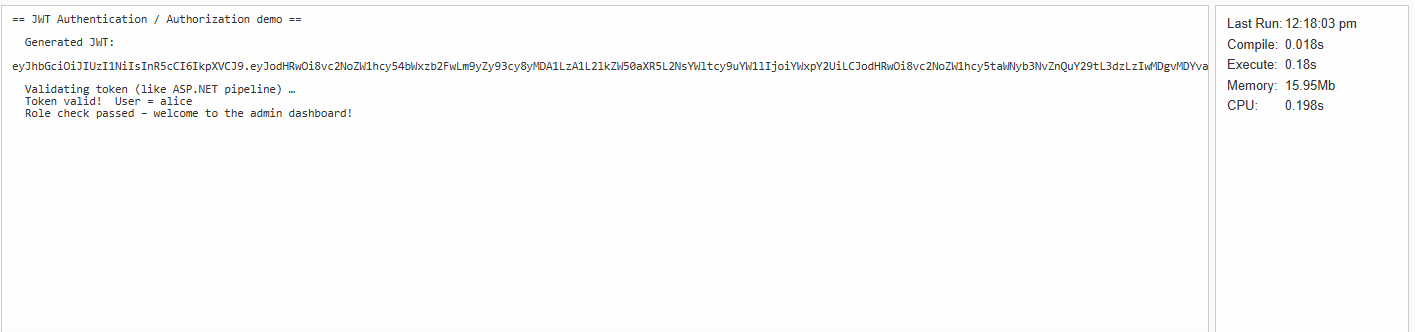 == JWT Authentication / Authorization demo ==
Generated JWT:
eyJhbGciOiJIUzI1NiIsInR5cCI6IkpXVCJ9.eyJodHRwOi8vc2NoZW1hcy54bWxzb2FwLm9yZy93cy8yMDA1LzA1L2lkZW50aXR5L2NsYWltcy9uYW1lIjoiYWxpY2UiLCJodHRwOi8vc2NoZW1hcy5taWNyb3NvZnQuY29tL3dzLzIwMDgvMDYva
Validating token (like ASP.NET pipeline) …
Token valid!  User = alice
Role check passed – welcome to the admin dashboard!
Last Run: 12:18:03 pm
Compile: 0.018s
Execute: 0.18s
Memory: 15.95Mb
CPU: 0.198s